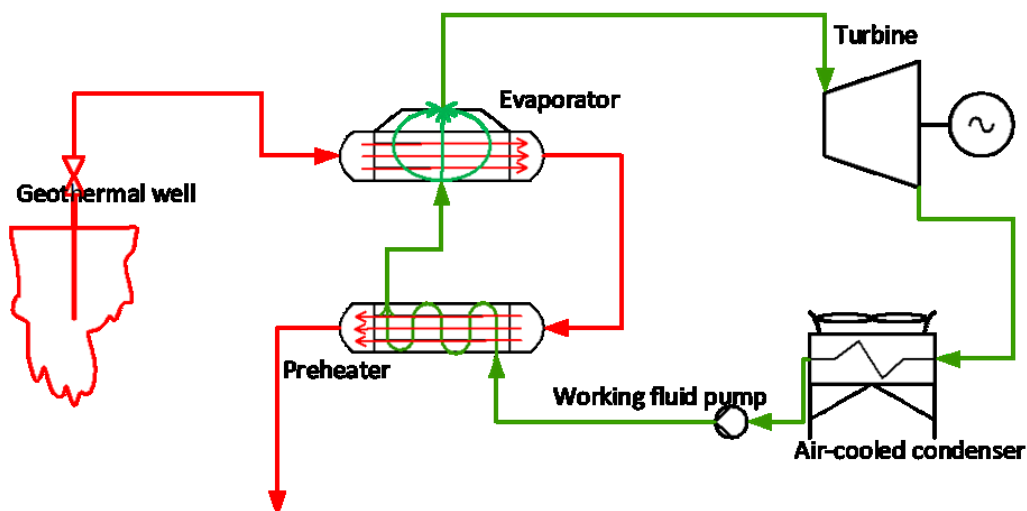 Turbine
Evaporator
Geothermal well
Preheater
Working fluid pump
Air-cooled condenser